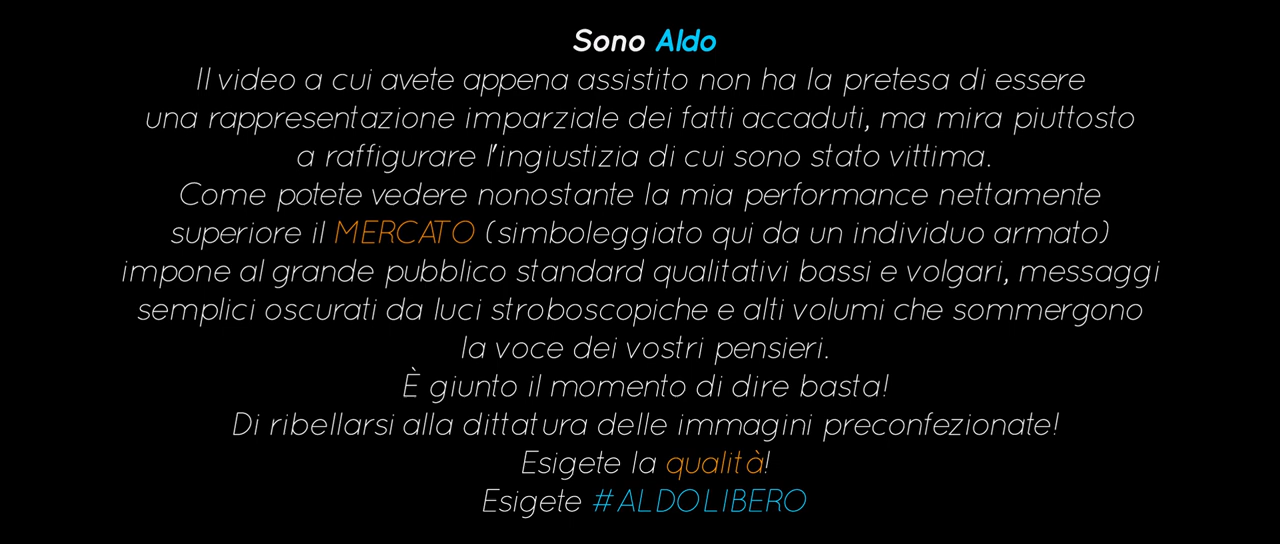 Sono Aldo
Il video a cui avete appena assistito non ha la pretesa di essere
una rappresentazione imparziale dei fatti accaduti, ma mira piuttosto
a raffigurare l'ingiustizia di cui sono stato vittima.
Come potete vedere nonostante la mia performance nettamente
superiore il MERCATO (simboleggiato qui da un individuo armato)
impone al grande pubblico standard qualitativi bassi e volgari, messaggi
semplici oscurati da luci stroboscopiche e alti volumi che sommergono
la voce dei vostri pensieri.
È giunto il momento di dire basta!
Di ribellarsi alla dittatura delle immagini preconfezionate!
Esigete la qualità!
Esigete #ALDOLIBERO